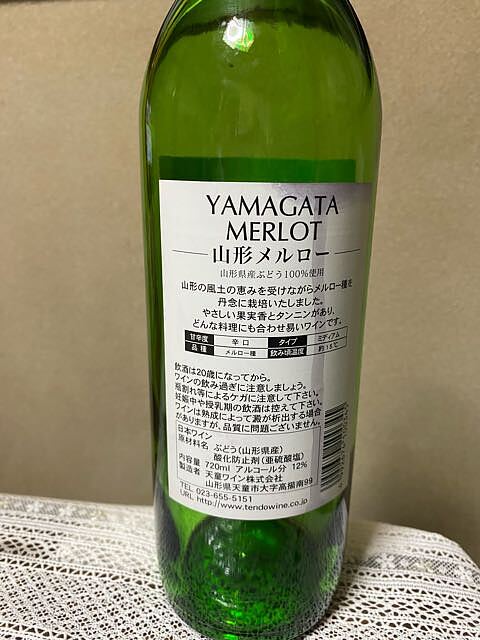 YAMAGATA
MERLOT
山形メルロー
山形県産ぶどう100%使用
山形の風土の恵みを受けながらメルロー種を
丹念に栽培いたしました。
やさしい果実香とタンニンがあり、
どんな料理にも合わせ易いワインです。
甘辛度 辛口 タイプ ミディアム
品種 メルロー種 飲み頃温度 約15℃
飲酒は20歳になってから。
ワインの飲み過ぎに注意しましょう。
瓶割れ等によるケガに注意して下さい。
妊娠中や授乳期の飲酒は控えて下さい。
ワインは熟成によって澱が析出する場合
がありますが、品質に問題ございません。
日本ワイン
原材料名 ぶどう(山形県産)
酸化防止剤(亜硫酸塩)
内容量 720ml アルコール分 12%
製造者 天童ワイン株式会社
山形県天童市大字高擶南99
TEL 023-655-5151
URL http://www.tendowine.co.jp